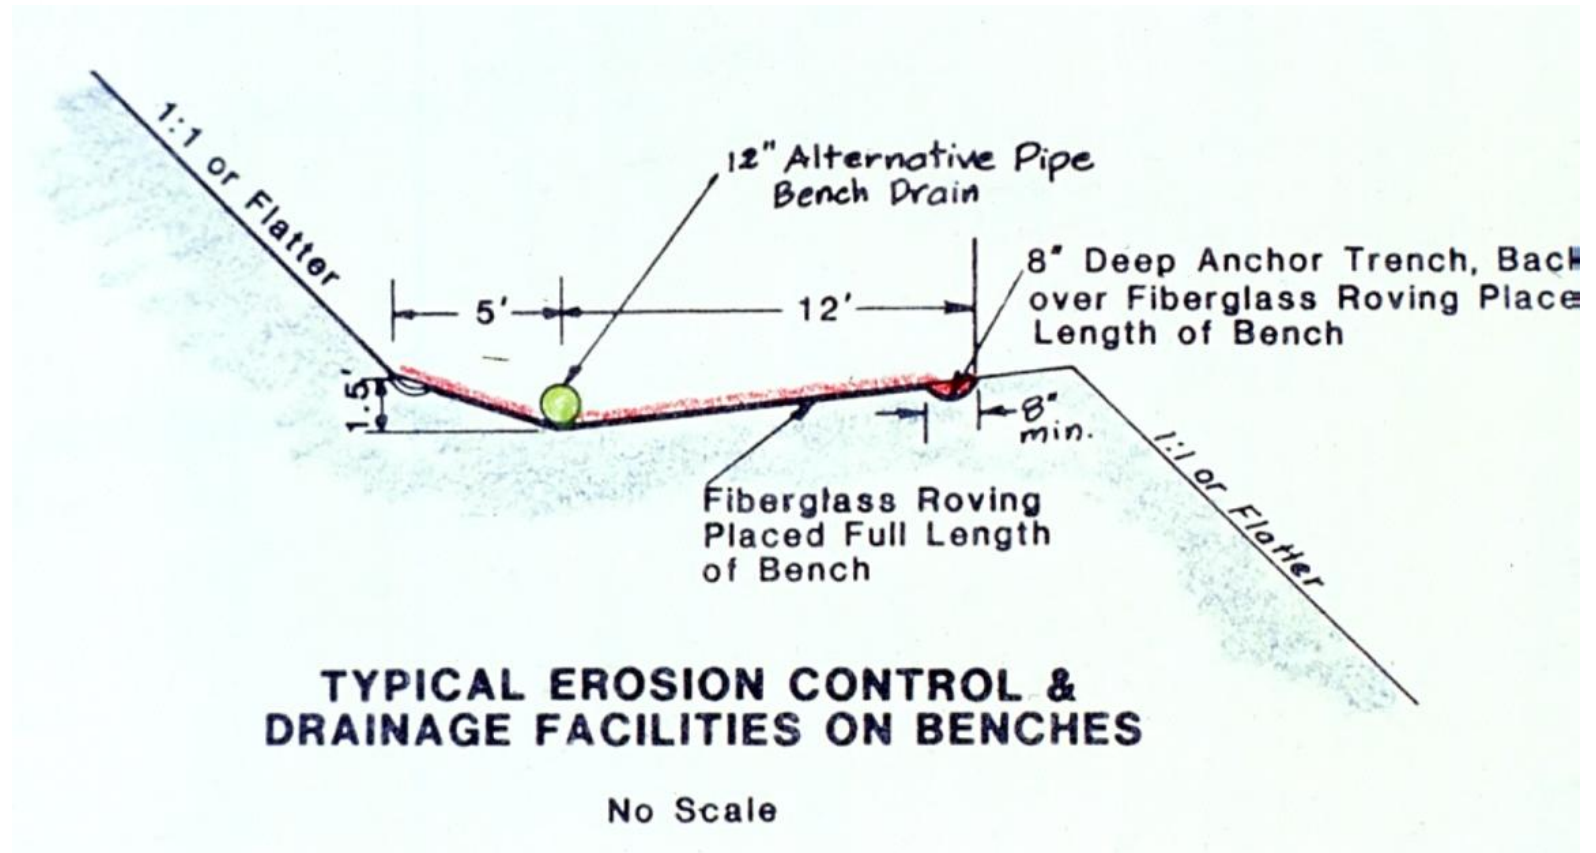 1:1 or Flatter
12" Alternative Pipe
Bench Drain
8" Deep Anchor Trench,
over Fiberglass Roving
Length of Bench
5'
12'
1.5'
8"
min.
1:1 or Flatter
Fiberglass Roving
Placed Full Length
of Bench
TYPICAL EROSION CONTROL &
DRAINAGE FACILITIES ON BENCHES
No Scale